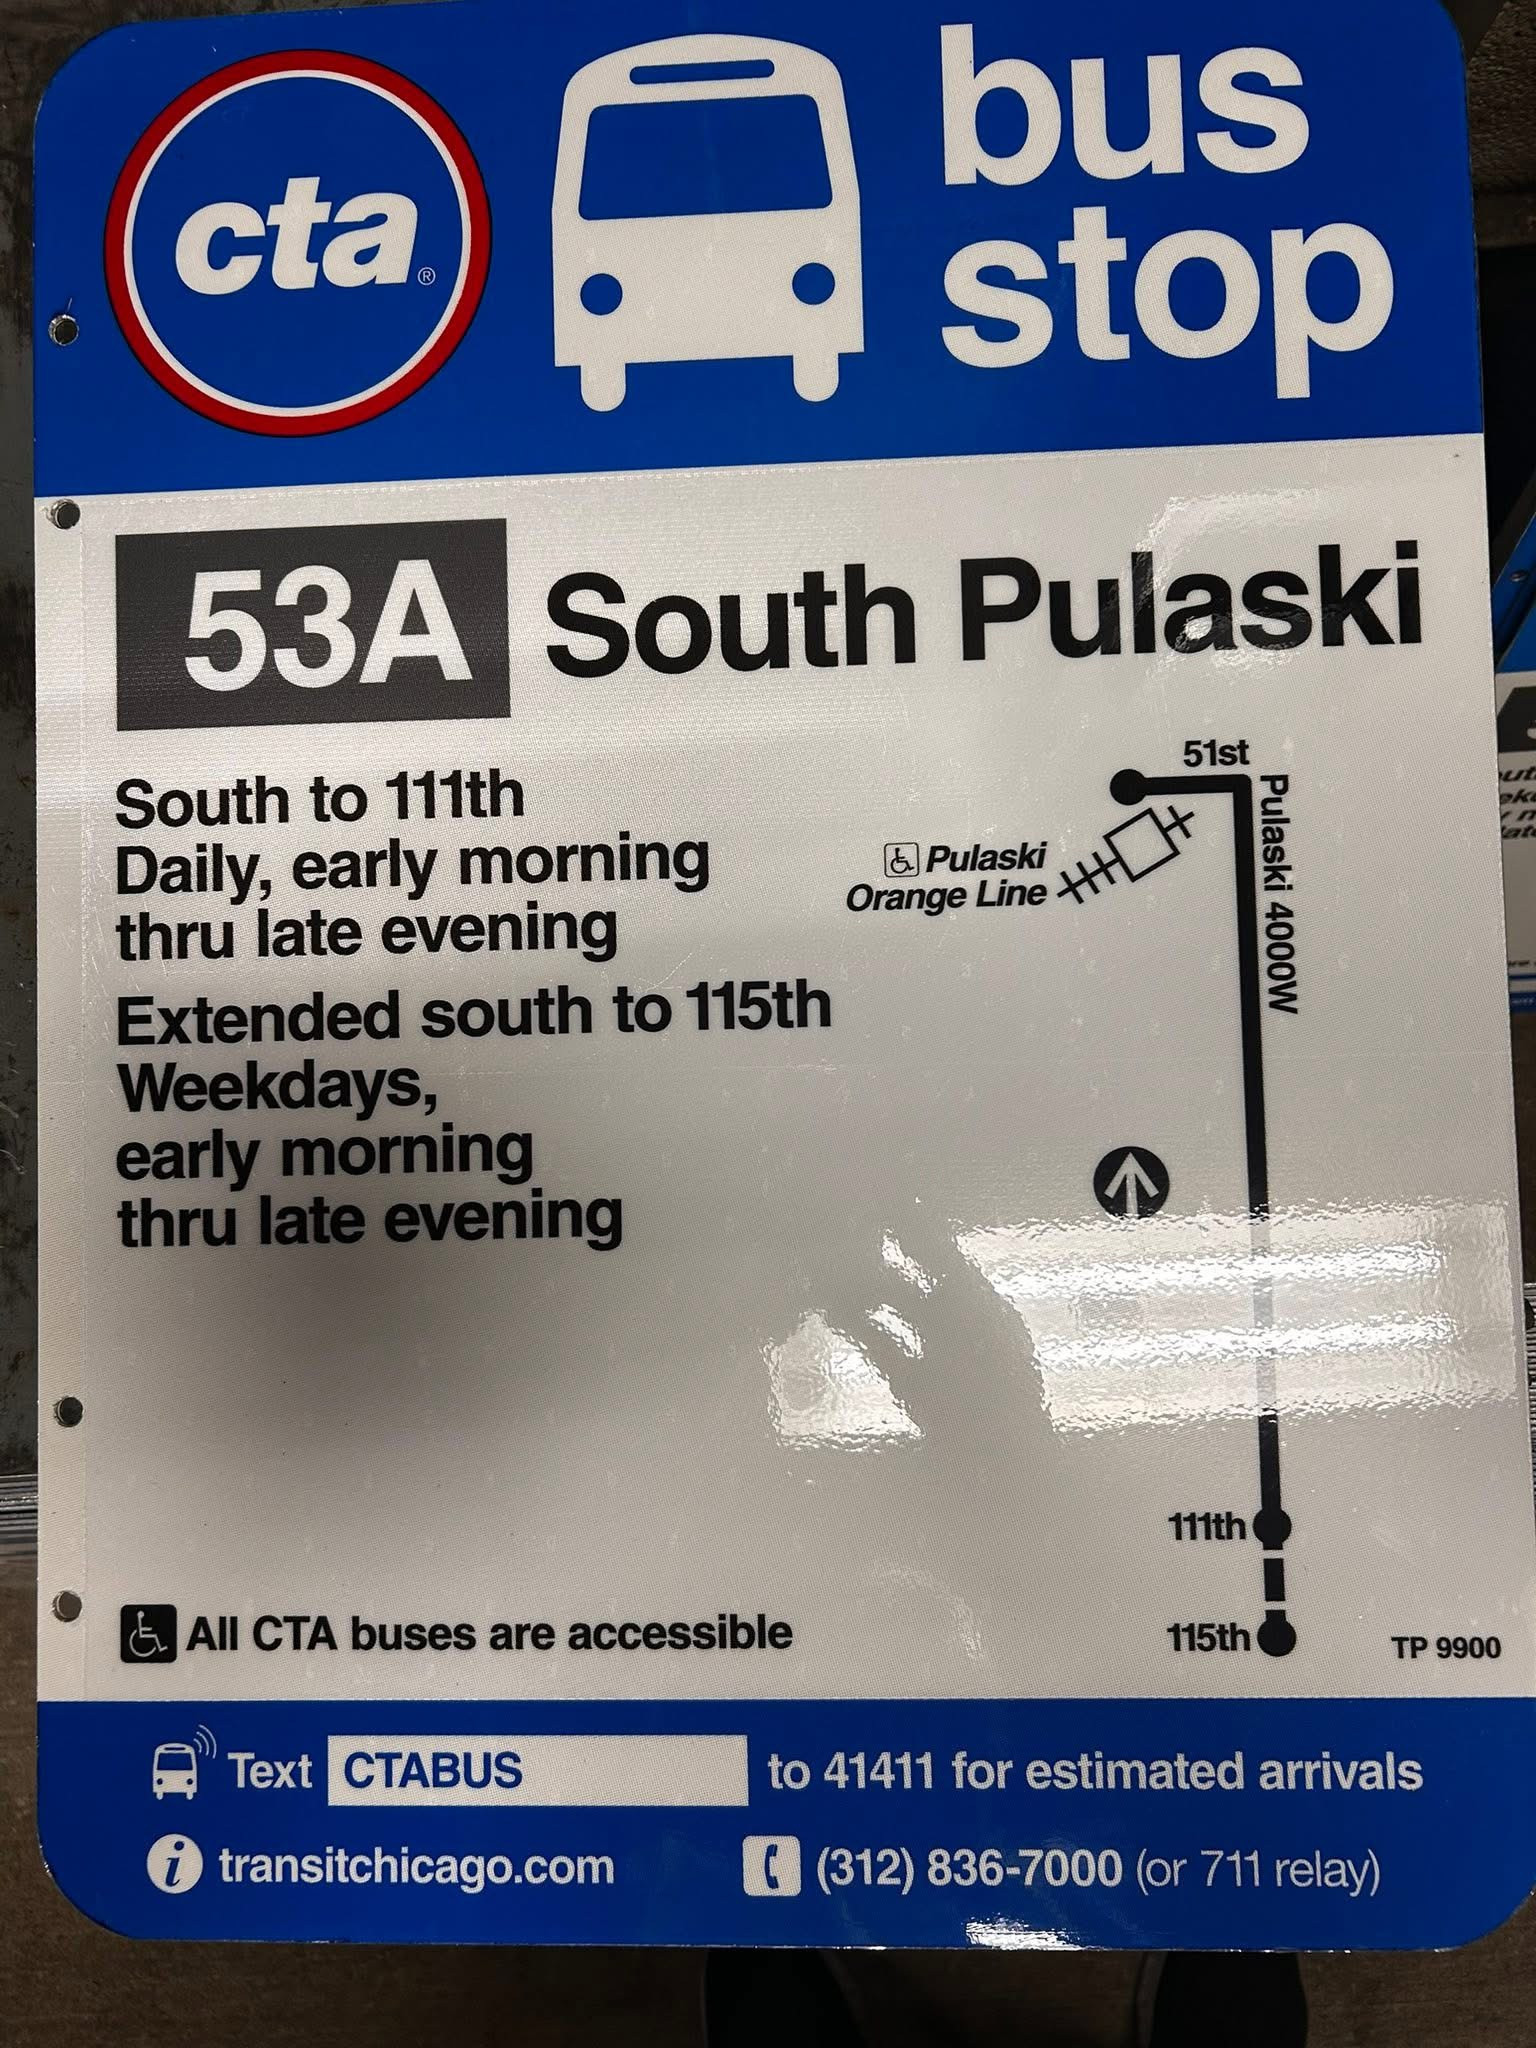 cta®
bus
stop
53A South Pulaski
South to 111th
Daily, early morning
thru late evening
Extended south to 115th
Weekdays,
early morning
thru late evening
51st
Pulaski 4000W
Pulaski
Orange Line
111th
115th
TP 9900
All CTA buses are accessible
Text CTABUS to 41411 for estimated arrivals
i transitchicago.com (312) 836-7000 (or 711 relay)